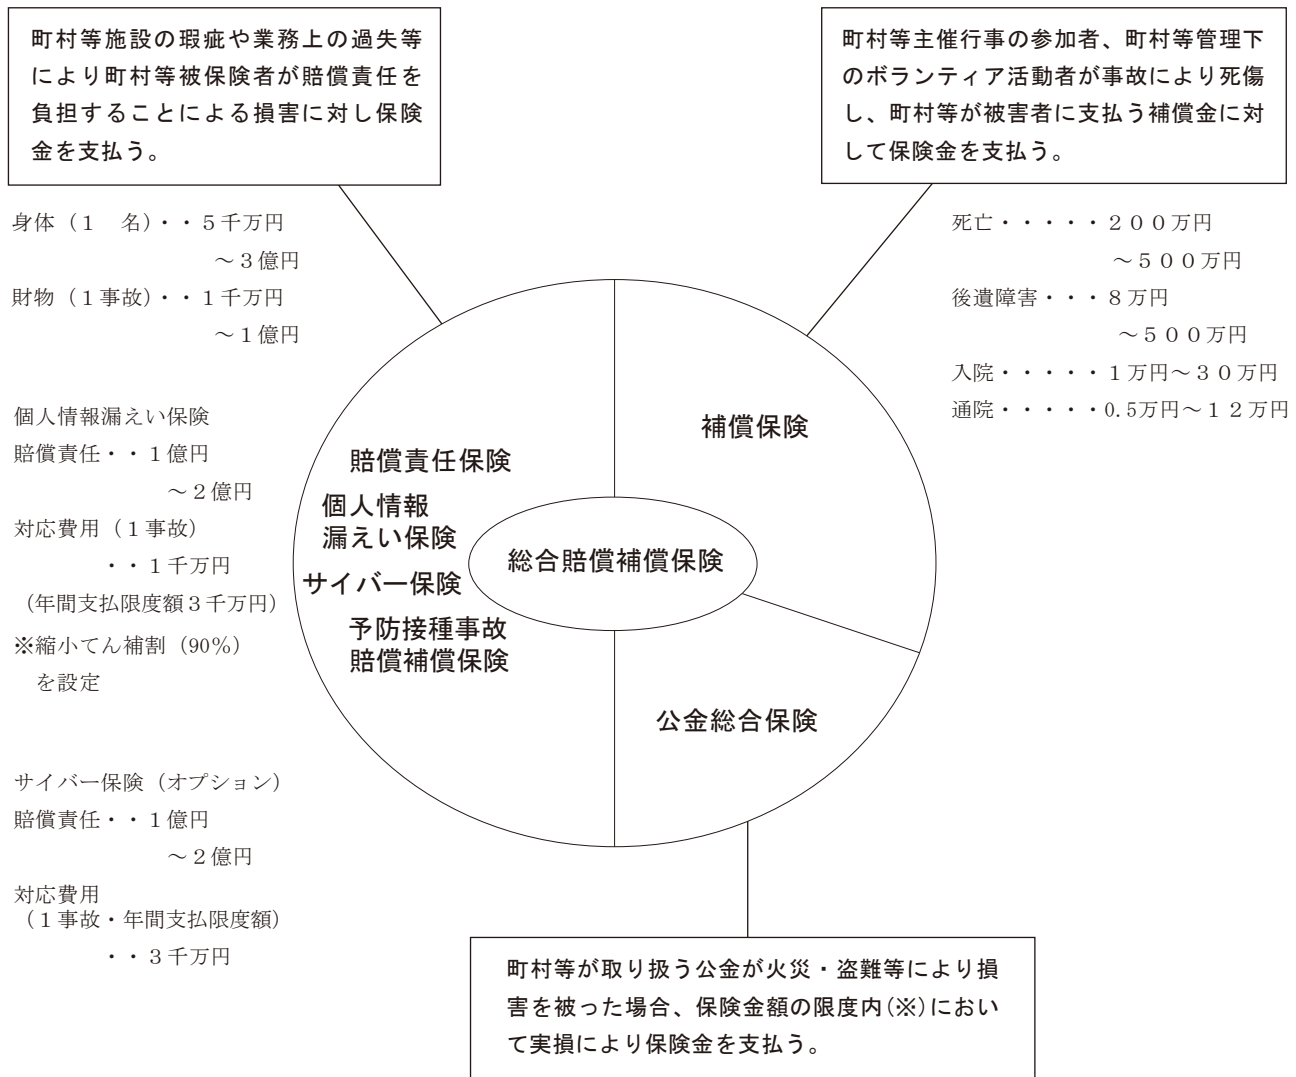 町村等施設の瑕疵や業務上の過失等
により町村等被保険者が賠償責任を
負担することによる損害に対し保険
金を支払う。
身体（１　名）・・５千万円
～３億円
財物（１事故）・・１千万円
～１億円
個人情報漏えい保険
賠償責任・・１億円
～２億円
対応費用（１事故）
・・１千万円
（年間支払限度額３千万円）
※縮小てん補割（90％）
を設定
サイバー保険（オプション）
賠償責任・・１億円
～２億円
対応費用
（１事故・年間支払限度額）
・・３千万円
町村等主催行事の参加者、町村等管理下
のボランティア活動者が事故により死傷
し、町村等が被害者に支払う補償金に対
して保険金を支払う。
死亡・・・・・２００万円
～５００万円
後遺障害・・・８万円
～５００万円
入院・・・・・１万円～３０万円
通院・・・・・0.5万円～１２万円
賠償責任保険
個人情報
漏えい保険
サイバー保険
予防接種事故
賠償補償保険
補償保険
総合賠償補償保険
公金総合保険
町村等が取り扱う公金が火災・盗難等により損
害を被った場合、保険金額の限度内(※)におい
て実損により保険金を支払う。